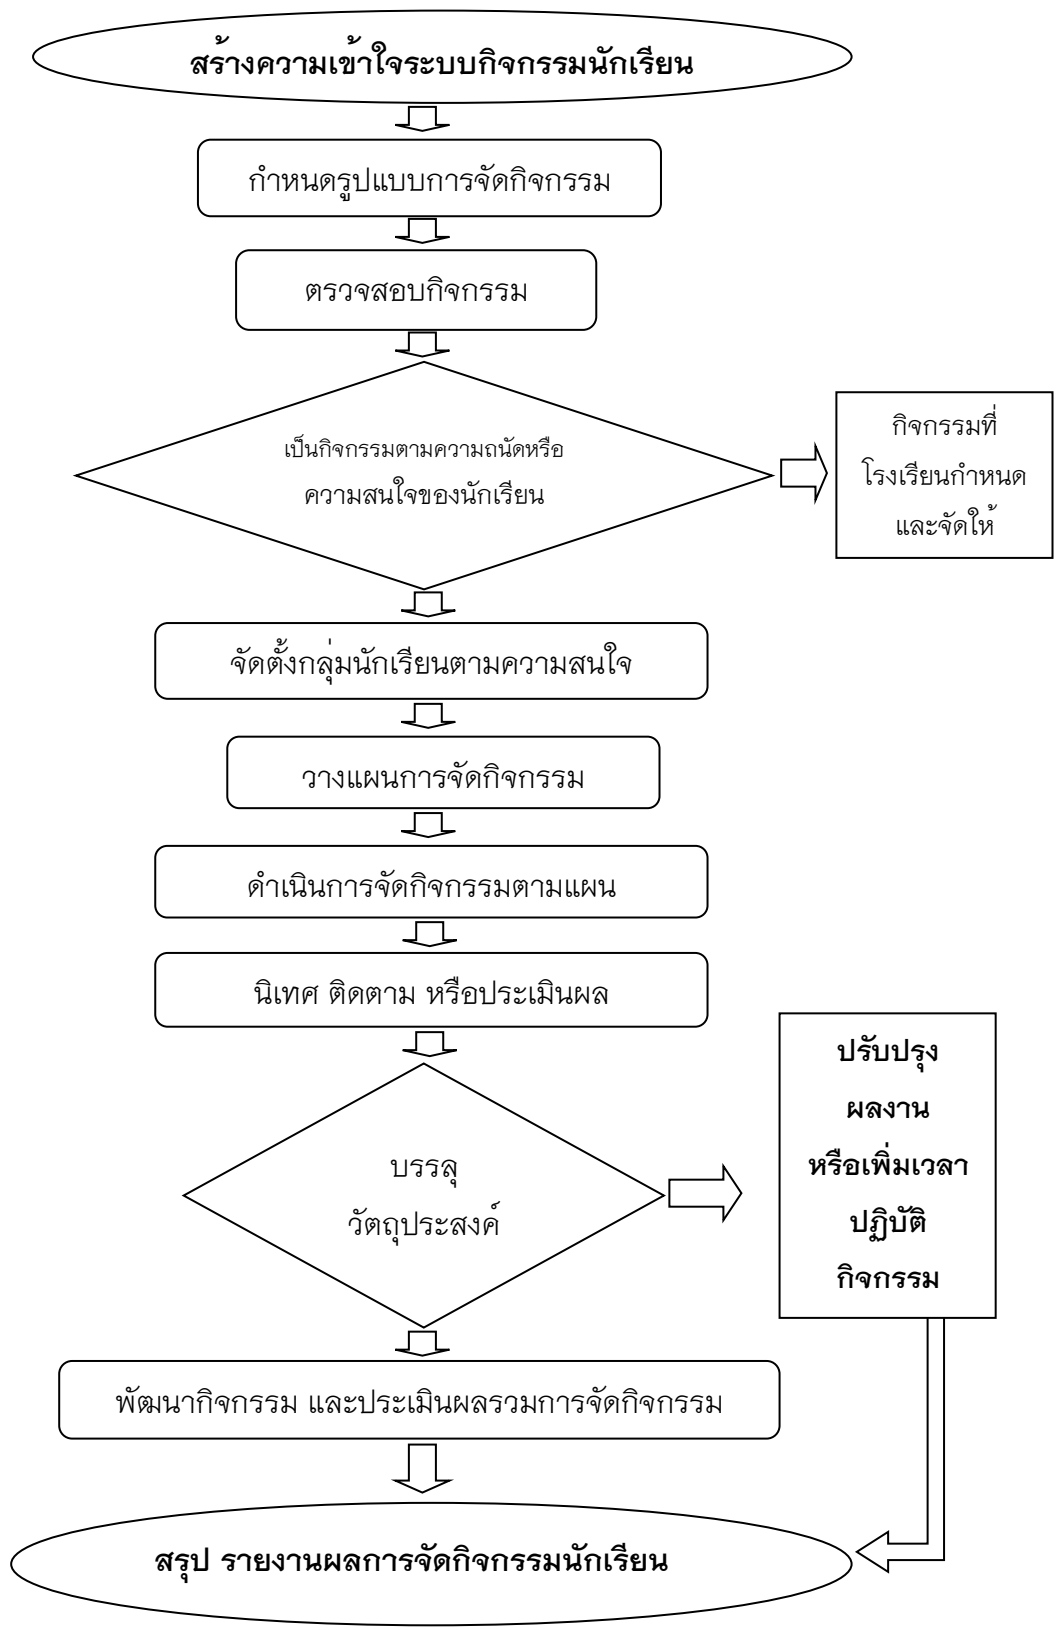 สร้างความเข้าใจระบบกิจกรรมนักเรียน
กำหนดรูปแบบการจัดกิจกรรม
ตรวจสอบกิจกรรม
เป็นกิจกรรมตามความถนัดหรือ
ความสนใจของนักเรียน
กิจกรรมที่
โรงเรียนกำหนด
และจัดให้
จัดตั้งกลุ่มนักเรียนตามความสนใจ
วางแผนการจัดกิจกรรม
ดำเนินการจัดกิจกรรมตามแผน
นิเทศ ติดตาม หรือประเมินผล
บรรลุ
วัตถุประสงค์
ปรับปรุง
ผลงาน
หรือเพิ่มเวลา
ปฏิบัติ
กิจกรรม
พัฒนากิจกรรม และประเมินผลรวมการจัดกิจกรรม
สรุป รายงานผลการจัดกิจกรรมนักเรียน